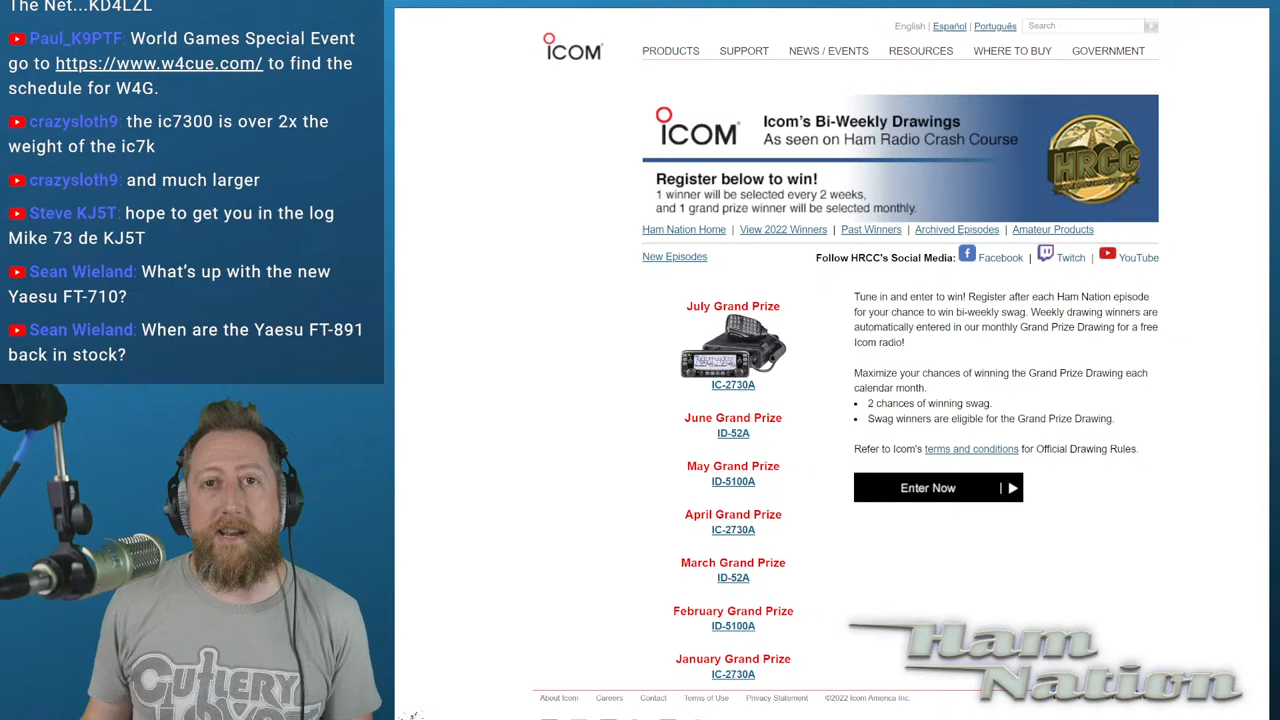 The Net...KD4LZL
Paul_K9PTF: World Games Special Event
go to https://www.w4cue.com/ to find the
schedule for W4G.
crazysloth9: the ic7300 is over 2x the
weight of the ic7k
crazysloth9: and much larger
Steve KJ5T: hope to get you in the log
Mike 73 de KJ5T
Sean Wieland: What's up with the new
Yaesu FT-710?
Sean Wieland: When are the Yaesu FT-891
back in stock?
CUTLERY
English | Español | Português
Search
ICOM
PRODUCTS SUPPORT NEWS / EVENTS RESOURCES WHERE TO BUY GOVERNMENT
ICOM
Icom's Bi-Weekly Drawings
As seen on Ham Radio Crash Course
HRCC
Register below to win!
1 winner will be selected every 2 weeks,
and 1 grand prize winner will be selected monthly.
Ham Nation Home | View 2022 Winners | Past Winners | Archived Episodes | Amateur Products
New Episodes
Follow HRCC's Social Media: Facebook | Twitch | YouTube
July Grand Prize
IC-2730A
June Grand Prize
ID-52A
May Grand Prize
ID-5100A
April Grand Prize
IC-2730A
March Grand Prize
ID-52A
February Grand Prize
ID-5100A
January Grand Prize
IC-2730A
Tune in and enter to win! Register after each Ham Nation episode
for your chance to win bi-weekly swag. Weekly drawing winners are
automatically entered in our monthly Grand Prize Drawing for a free
Icom radio!
Maximize your chances of winning the Grand Prize Drawing each
calendar month.
• 2 chances of winning swag.
• Swag winners are eligible for the Grand Prize Drawing.
Refer to Icom's terms and conditions for Official Drawing Rules.
Enter Now |
Ham
Nation
About Icom Careers Contact Terms of Use Privacy Statement ©2022 Icom America Inc.